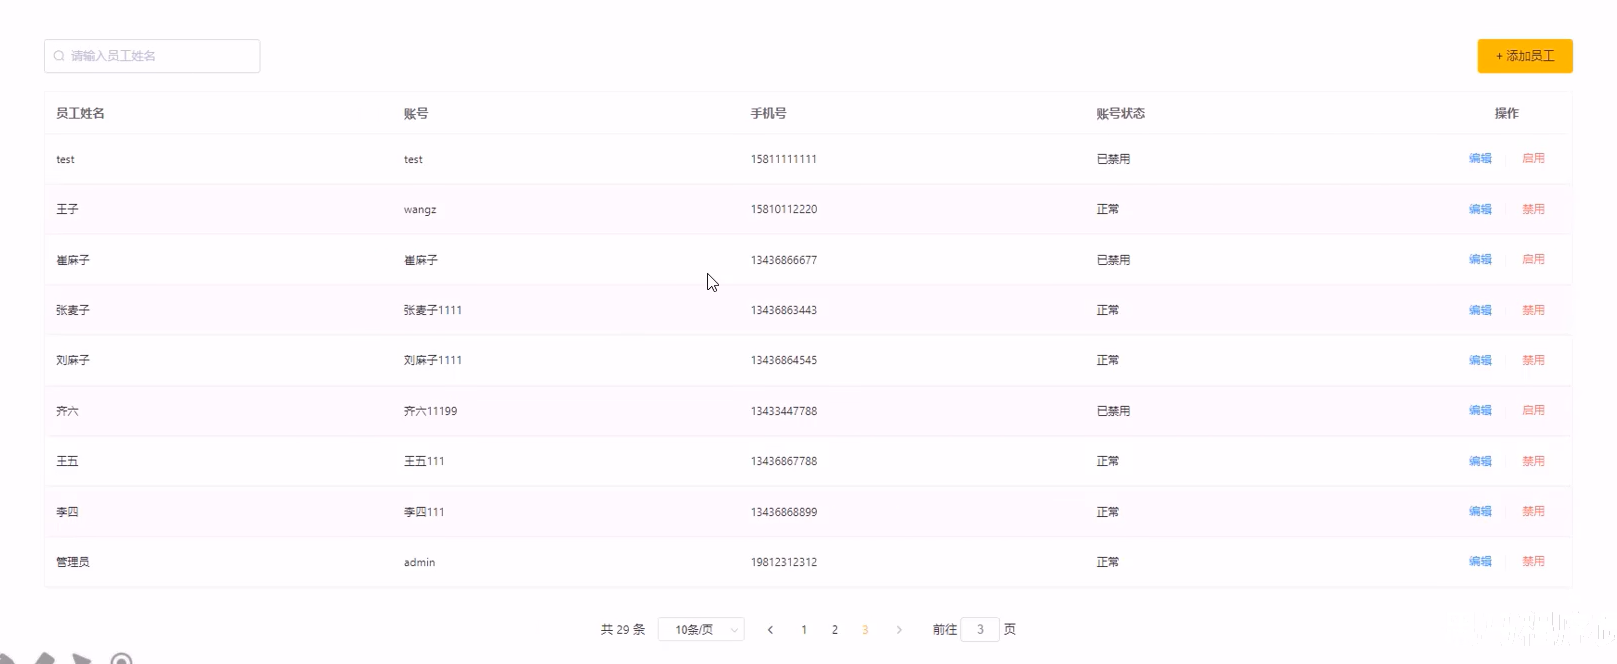 请输入员工姓名
+ 添加员工
员工姓名 账号 手机号 账号状态 操作
test test 15811111111 已禁用 编辑 启用
王子 wangz 15810112220 正常 编辑 禁用
崔麻子 崔麻子 13436866677 已禁用 编辑 启用
张麦子 张麦子1111 13436863443 正常 编辑 禁用
刘麻子 刘麻子1111 13436864545 正常 编辑 禁用
齐六 齐六11199 13433447788 已禁用 编辑 启用
王五 王五111 13436867788 正常 编辑 禁用
李四 李四111 13436868899 正常 编辑 禁用
管理员 admin 19812312312 正常 编辑 禁用
共 29 条 10条/页 1 2 3 前往 3 页